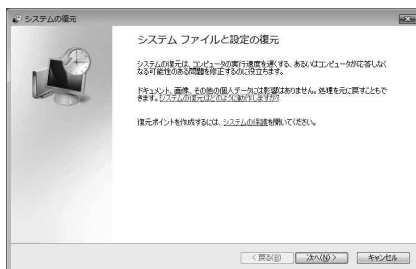 システムの復元
システム ファイルと設定の復元
システムの復元は、コンピュータの実行速度を遅くする、あるいはコンピュータが応答しなく
なる可能性のある問題を修正するのに役立ちます。
ドキュメント、画像、その他の個人データには影響はありません。処理を元に戻すこともで
きます。システムの復元はどのように動作しますか?
復元ポイントを作成するには、システムの保護を開いてください。
< 戻る(B)
次へ(N) >
キャンセル